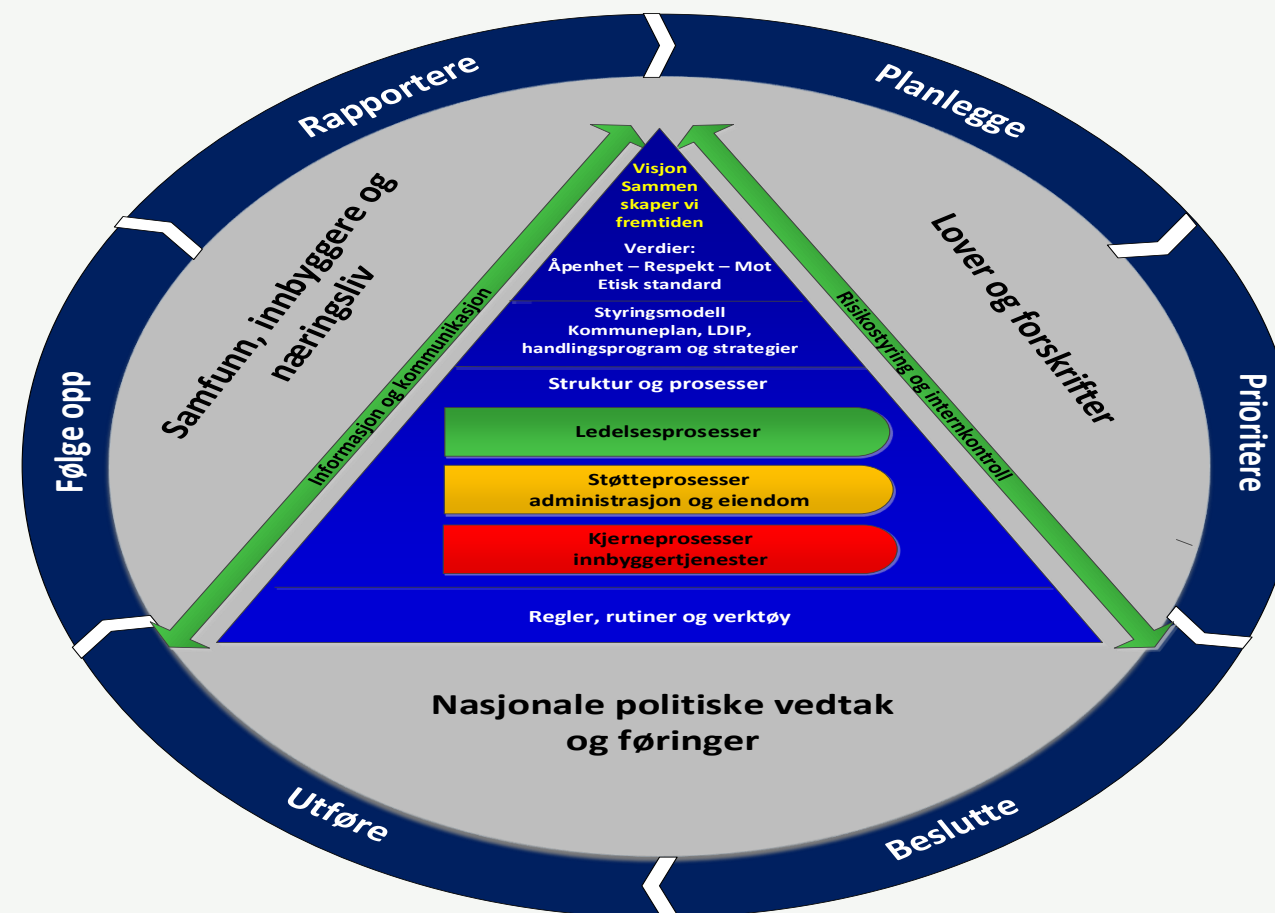 Rapportere
Planlegge
Prioritere
Beslutte
Utføre
Følge opp
Samfunn, innbyggere og
næringsliv
Lover og forskrifter
Informasjon og kommunikasjon
Risikostyring og internkontroll
Visjon
Sammen
skaper vi
fremtiden
Verdier:
Åpenhet – Respekt – Mot
Etisk standard
Styringsmodell
Kommuneplan, LDIP,
handlingsprogram og strategier
Struktur og prosesser
Ledelsesprosesser
Støtteprosesser
administrasjon og eiendom
Kjerneprosesser
innbyggertjenester
Regler, rutiner og verktøy
Nasjonale politiske vedtak
og føringer